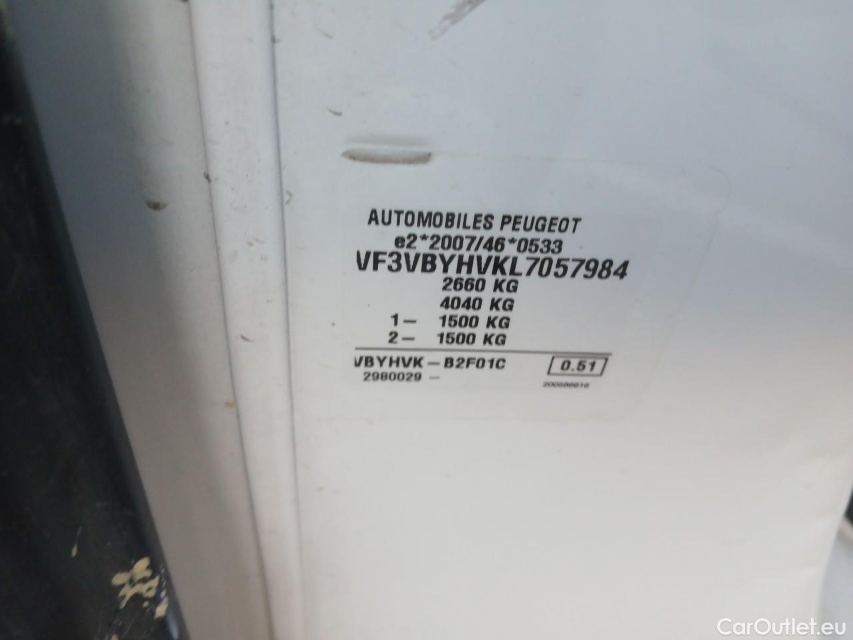 AUTOMOBILES PEUGEOT
e2*2007/46*0533
VF3VBYHVKL7057984
2660 KG
4040 KG
1– 1500 KG
2– 1500 KG
VBYHVK – B2F01C 0.51
2980029 –
CarOutlet.eu